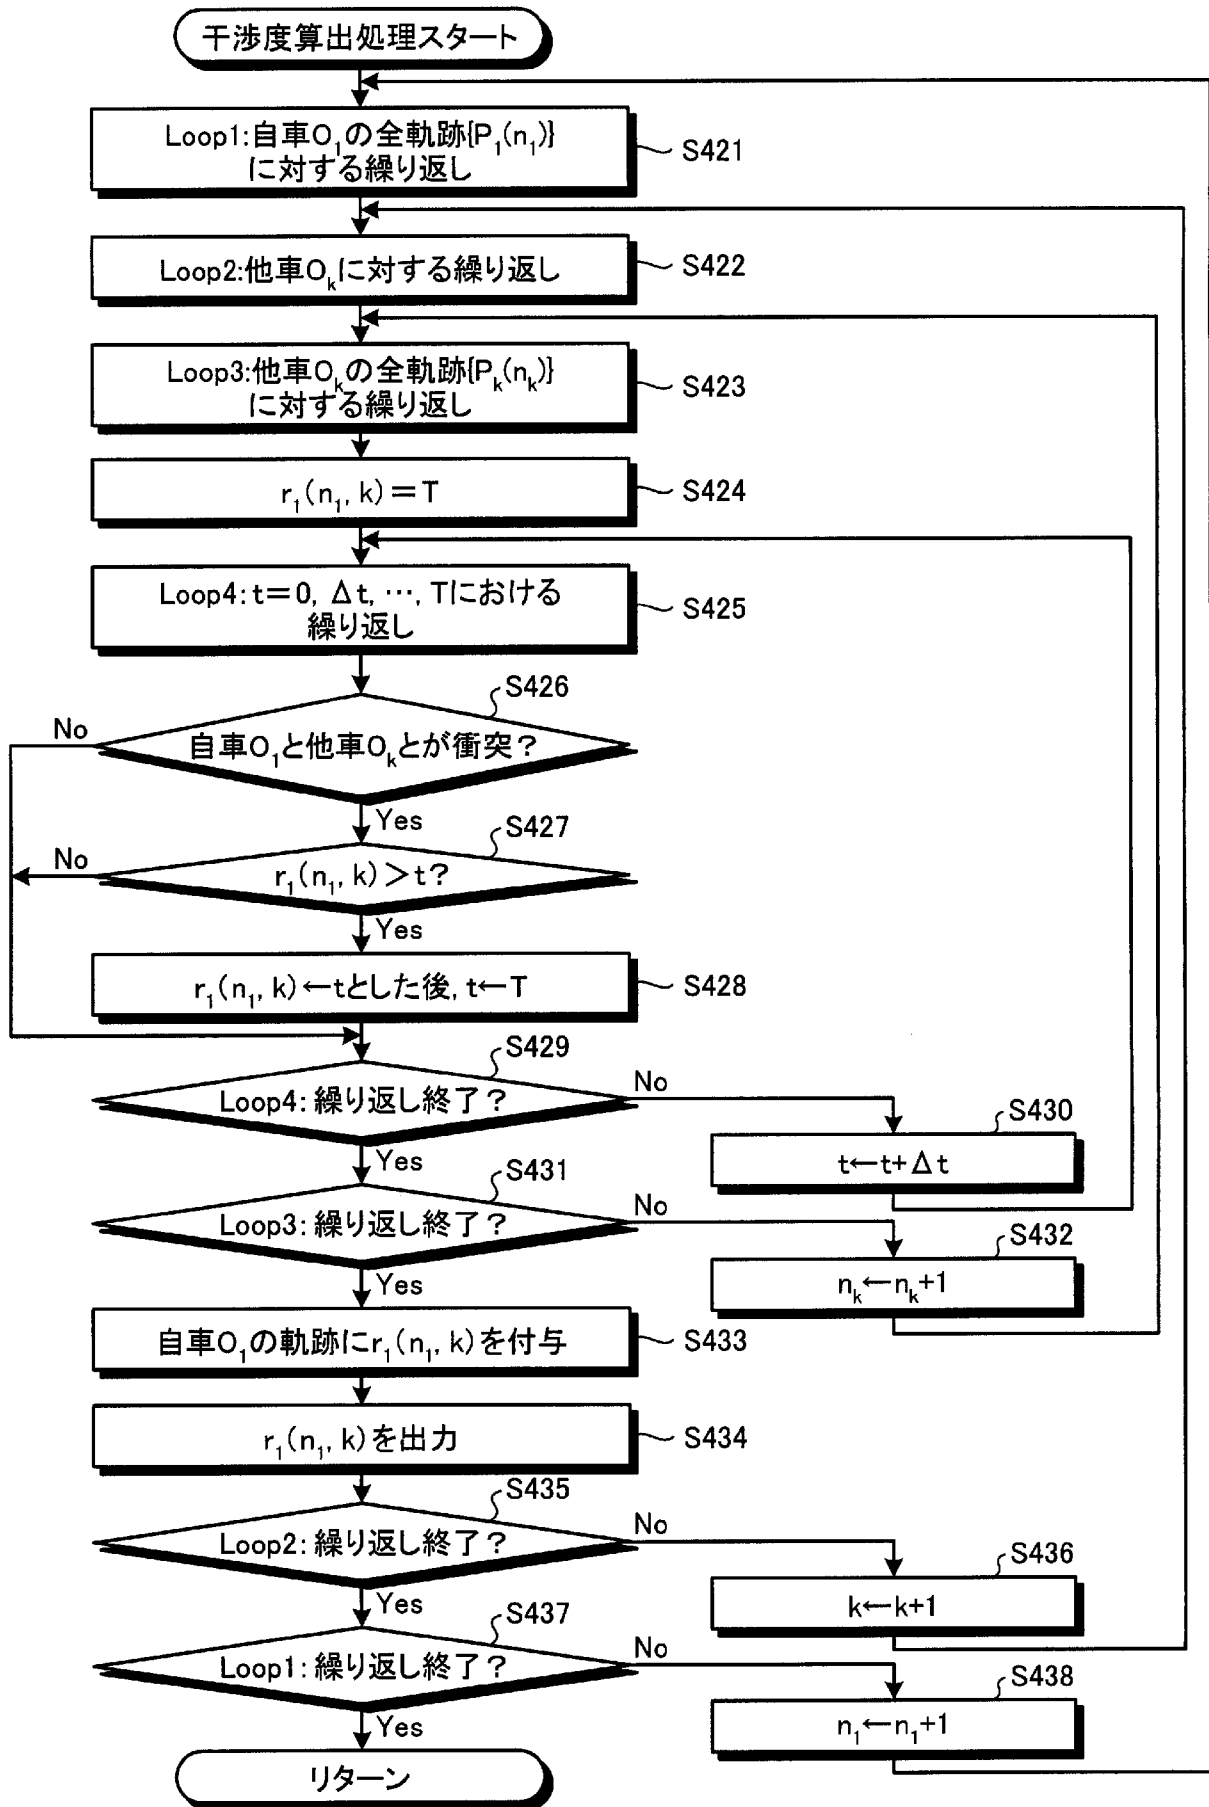 干渉度算出処理スタート
Loop1:自車O₁の全軌跡{P₁(n₁)}
に対する繰り返し
S421
Loop2:他車Oₖに対する繰り返し
S422
Loop3:他車Oₖの全軌跡{Pₖ(nₖ)}
に対する繰り返し
S423
r₁(n₁, k)=T
S424
Loop4:t=0, Δt, …, Tにおける
繰り返し
S425
S426
No
自車O₁と他車Oₖとが衝突?
Yes
S427
No
r₁(n₁, k)>t?
Yes
r₁(n₁, k)←tとした後, t←T
S428
S429
Loop4:繰り返し終了?
No
Yes
S430
t←t+Δt
S431
Loop3:繰り返し終了?
No
Yes
S432
nₖ←nₖ+1
自車O₁の軌跡にr₁(n₁, k)を付与
S433
r₁(n₁, k)を出力
S434
S435
Loop2:繰り返し終了?
No
Yes
S436
k←k+1
S437
Loop1:繰り返し終了?
No
Yes
S438
n₁←n₁+1
リターン